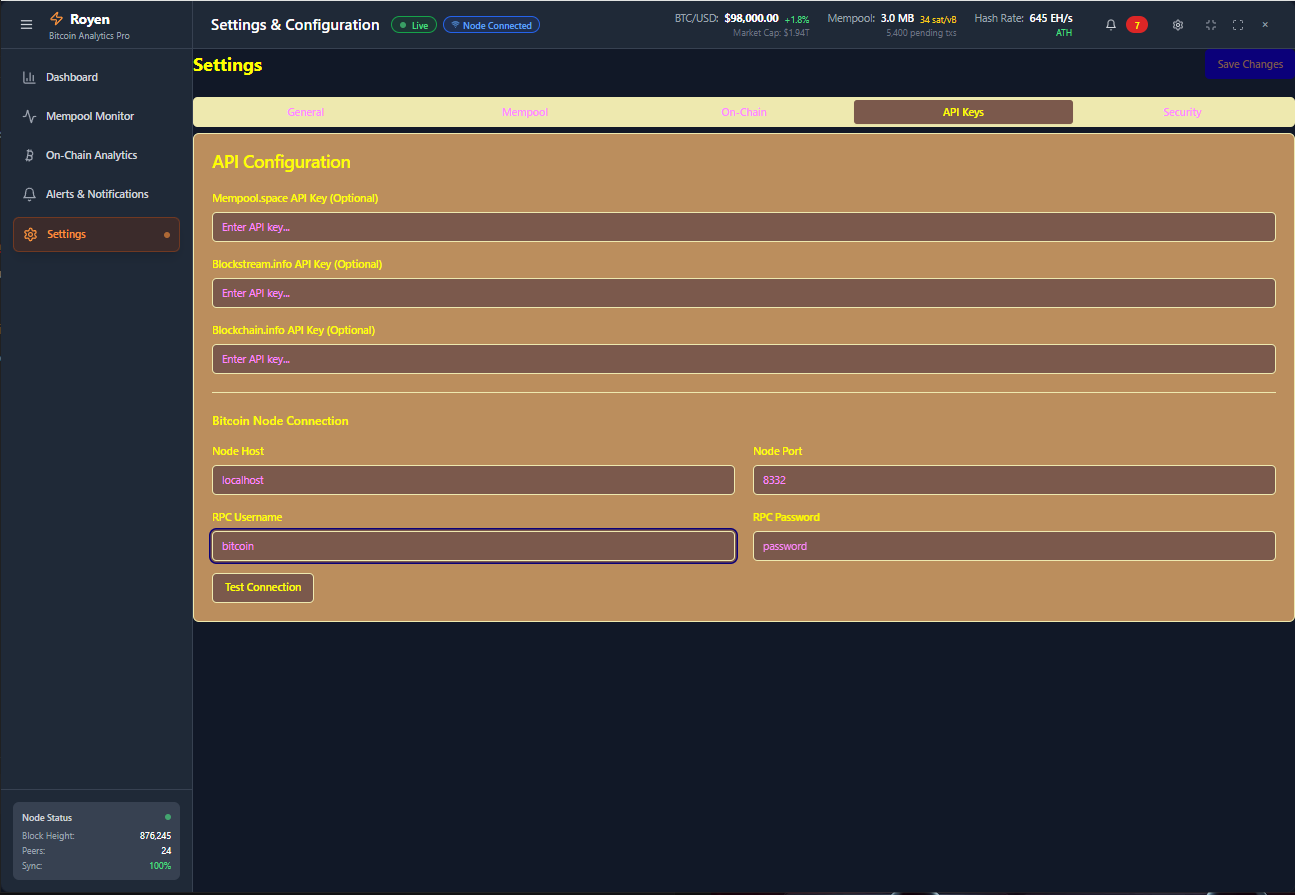 Royen
Bitcoin Analytics Pro
Settings & Configuration
Live
Node Connected
BTC/USD: $98,000.00 +1.8%
Market Cap: $1.94T
Mempool: 3.0 MB 34 sat/vB
5,400 pending txs
Hash Rate: 645 EH/s
ATH
7
Dashboard
Mempool Monitor
On-Chain Analytics
Alerts & Notifications
Settings
Settings
Save Changes
General
Mempool
On-Chain
API Keys
Security
API Configuration
Mempool.space API Key (Optional)
Enter API key...
Blockstream.info API Key (Optional)
Enter API key...
Blockchain.info API Key (Optional)
Enter API key...
Bitcoin Node Connection
Node Host
localhost
Node Port
8332
RPC Username
bitcoin
RPC Password
password
Test Connection
Node Status
Block Height: 876,245
Peers: 24
Sync: 100%